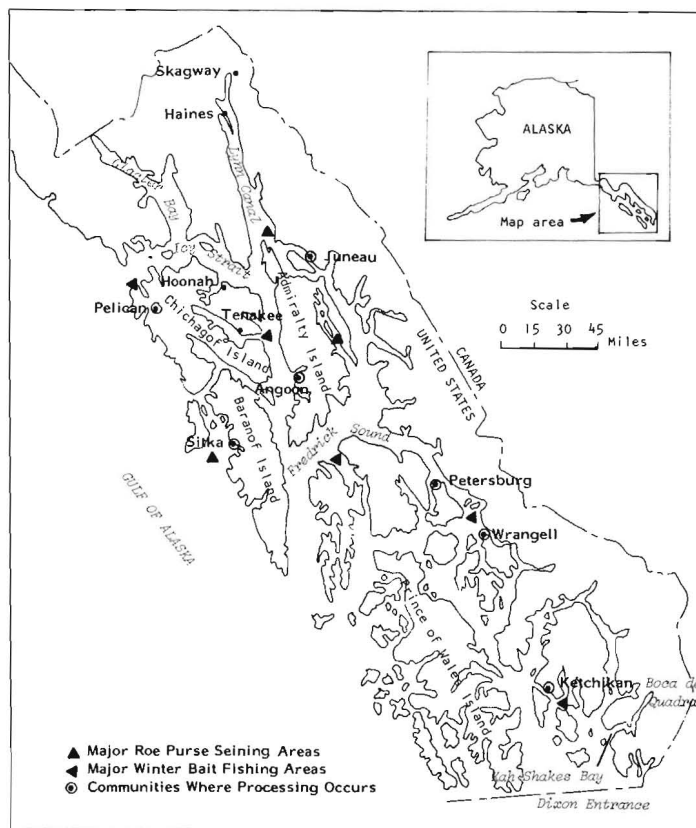 Skagway
ALASKA
Map area
Haines
Lynn Canal
Glacier
Bay
Icy Strait
Juneau
Hoonah
Pelican
Tenakee
Admiralty Island
Chichagof Island
Scale
0 15 30 45
Miles
CANADA
UNITED STATES
Angoon
Baranof Island
Sitka
Fredrick Sound
Petersburg
GULF OF ALASKA
Wrangell
Prince of Wales Island
Ketchikan
Boca de
Quadra
▲ Major Roe Purse Seining Areas
◀ Major Winter Bait Fishing Areas
Communities Where Processing Occurs
Kah Shakes Bay
Dixon Entrance